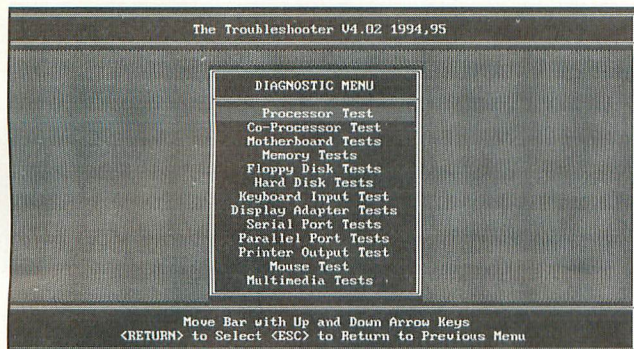 The Troubleshooter V4.02 1994,95
DIAGNOSTIC MENU
Processor Test
Co-Processor Test
Motherboard Tests
Memory Tests
Floppy Disk Tests
Hard Disk Tests
Keyboard Input Test
Display Adapter Tests
Serial Port Tests
Parallel Port Tests
Printer Output Test
Mouse Test
Multimedia Tests
Move Bar with Up and Down Arrow Keys
<RETURN> to Select <ESC> to Return to Previous Menu